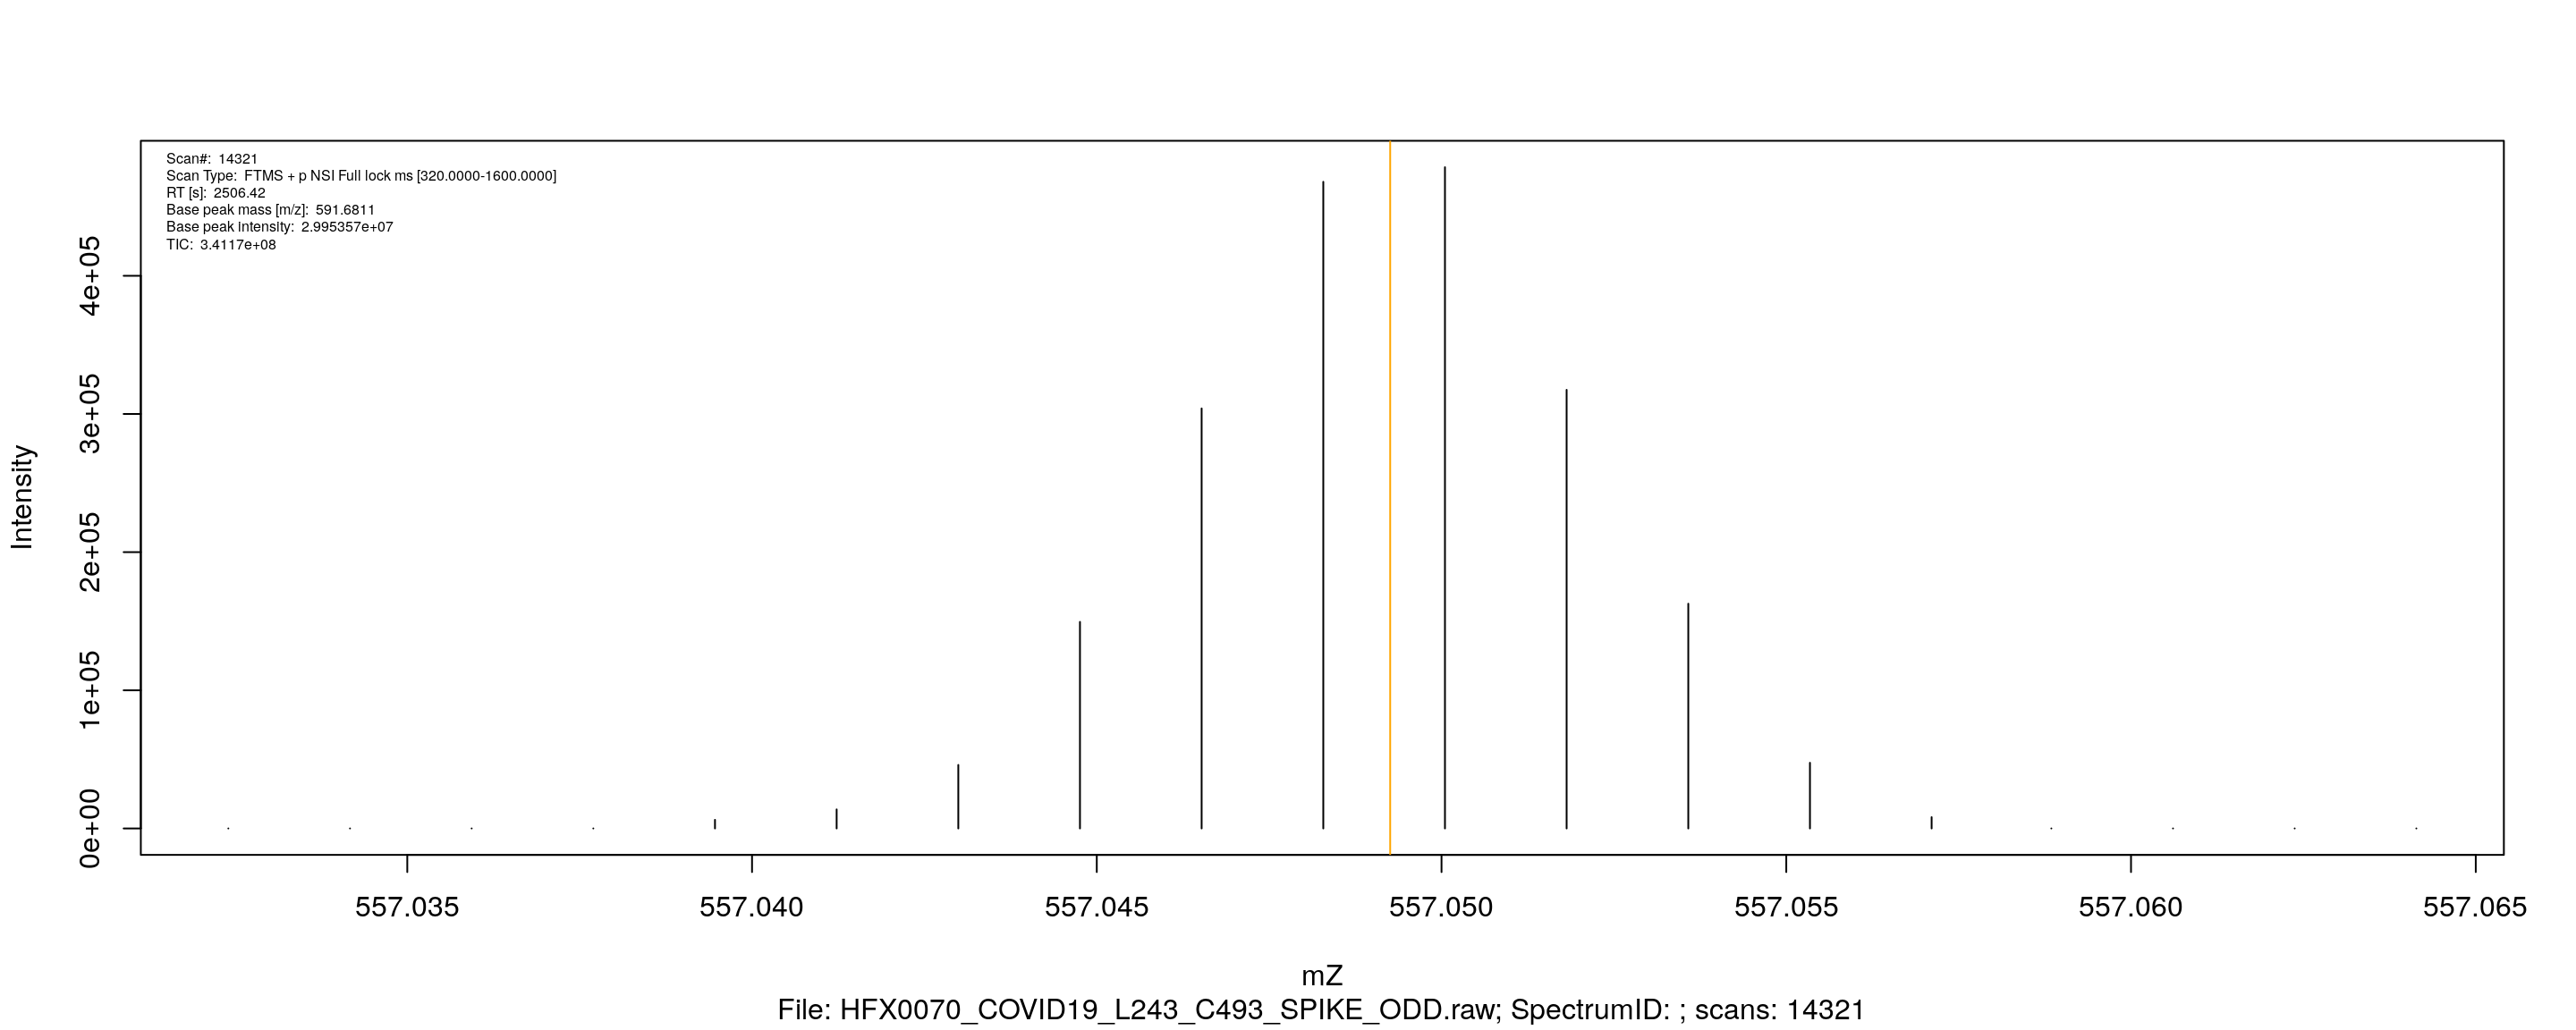 Scan#: 14321
Scan Type: FTMS + p NSI Full lock ms [320.0000-1600.0000]
RT [s]: 2506.42
Base peak mass [m/z]: 591.6811
Base peak intensity: 2.995357e+07
TIC: 3.4117e+08
Intensity
4e+05
3e+05
2e+05
1e+05
0e+00
557.035 557.040 557.045 557.050 557.055 557.060 557.065
mZ
File: HFX0070_COVID19_L243_C493_SPIKE_ODD.raw; SpectrumID: ; scans: 14321